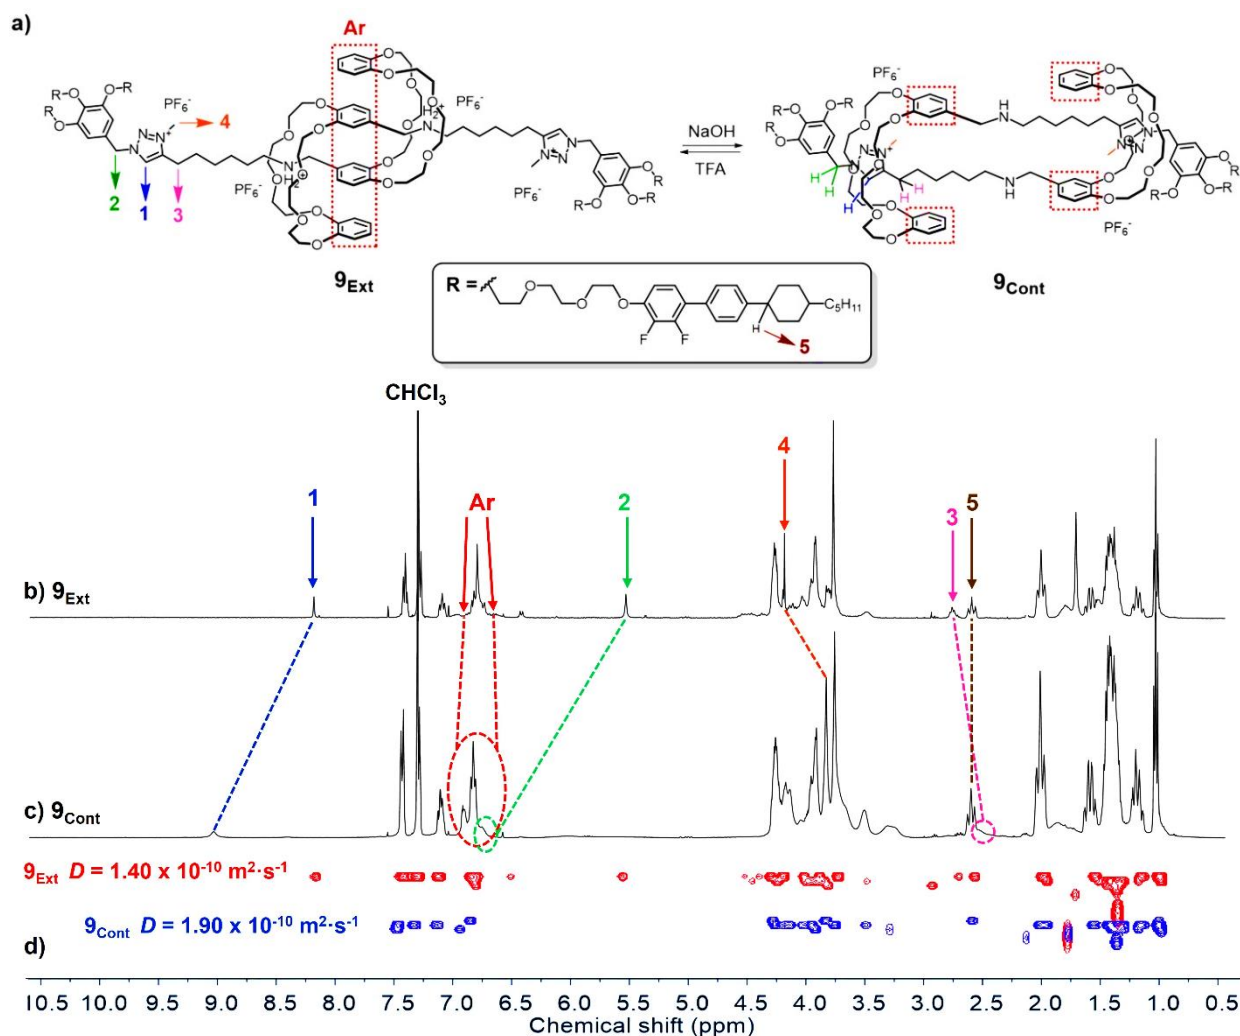 a)
Ar
PF₆⁻
4
2
1
3
PF₆⁻
PF₆⁻
PF₆⁻
9Ext
NaOH
TFA
PF₆⁻
PF₆⁻
9Cont
R =
C₅H₁₁
F F
H
5
CHCl₃
1
Ar
2
4
3
5
b) 9Ext
c) 9Cont
9Ext D = 1.40 x 10⁻¹⁰ m²·s⁻¹
9Cont D = 1.90 x 10⁻¹⁰ m²·s⁻¹
d)
10.5 10.0 9.5 9.0 8.5 8.0 7.5 7.0 6.5 6.0 5.5 5.0 4.5 4.0 3.5 3.0 2.5 2.0 1.5 1.0 0.5
Chemical shift (ppm)